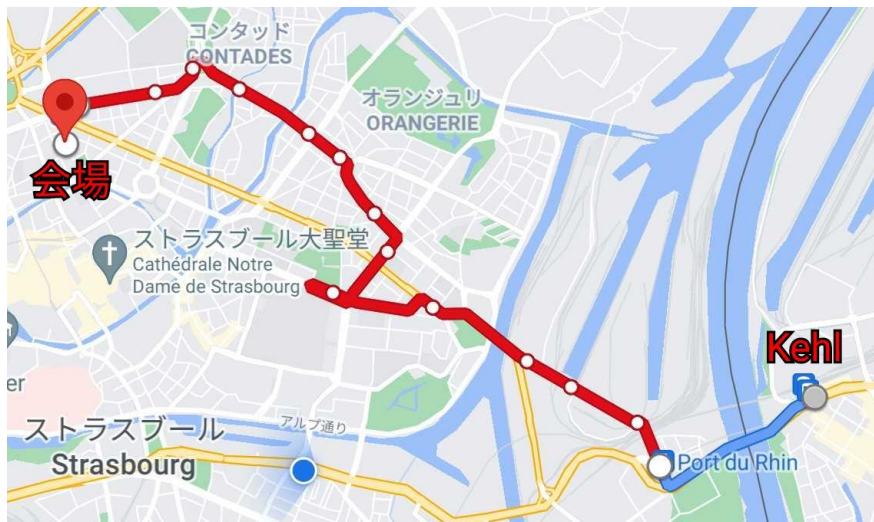 コンタッド
CONTADES
オランジュリ
ORANGERIE
会場
ストラスブール大聖堂
Cathédrale Notre
Dame de Strasbourg
Kehl
er
アルプ通り
ストラスブール
Strasbourg
Port du Rhin